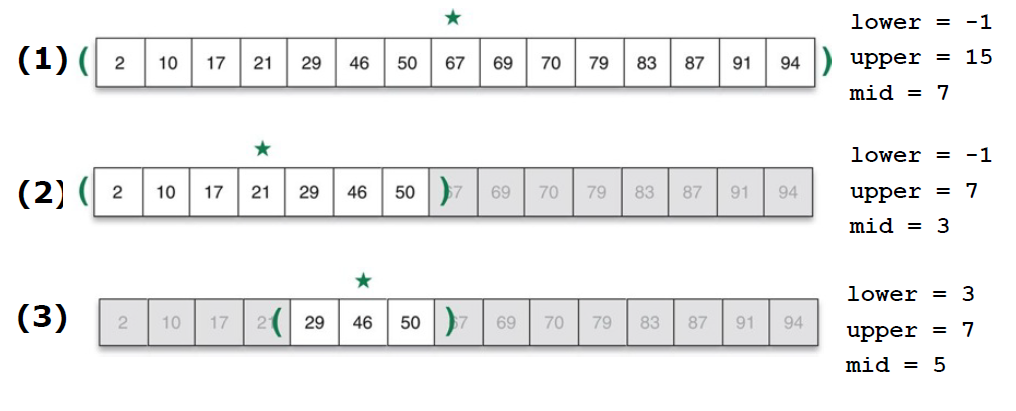 lower = -1
(1) ( 2 10 17 21 29 46 50 67 69 70 79 83 87 91 94 ) upper = 15
mid = 7
lower = -1
(2) ( 2 10 17 21 29 46 50 ) 67 69 70 79 83 87 91 94 upper = 7
mid = 3
lower = 3
(3) 2 10 17 21 ( 29 46 50 ) 67 69 70 79 83 87 91 94 upper = 7
mid = 5